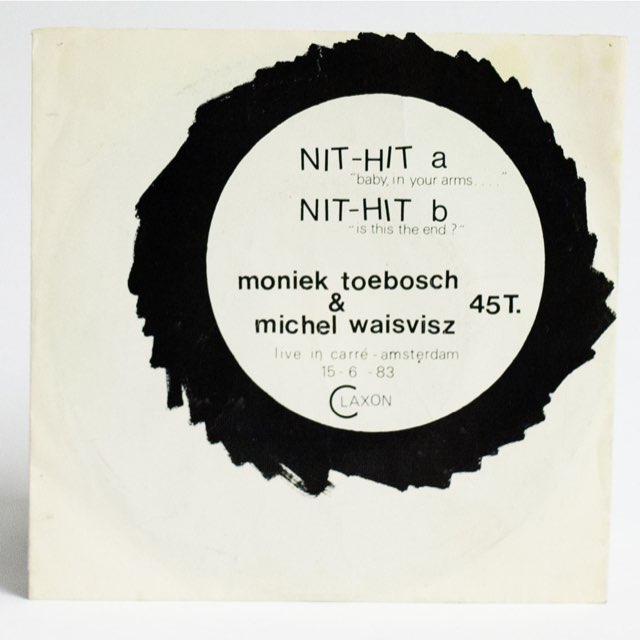 NIT-HIT a
"baby, in your arms...."
NIT-HIT b
"is this the end?"
moniek toebosch
&
michel waisvisz
45T.
live in carré - amsterdam
15-6-83
CLAXON